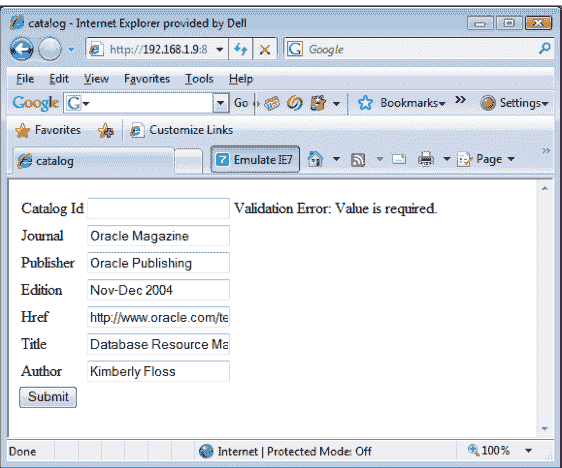 catalog - Internet Explorer provided by Dell
http://192.168.1.9:8 Google
File Edit View Favorites Tools Help
Google G Go Bookmarks Settings
Favorites Customize Links
catalog 7 Emulate IE7 Page
Catalog Id Validation Error: Value is required.
Journal Oracle Magazine
Publisher Oracle Publishing
Edition Nov-Dec 2004
Href http://www.oracle.com/te
Title Database Resource Ma
Author Kimberly Floss
Submit
Done Internet | Protected Mode: Off 100%